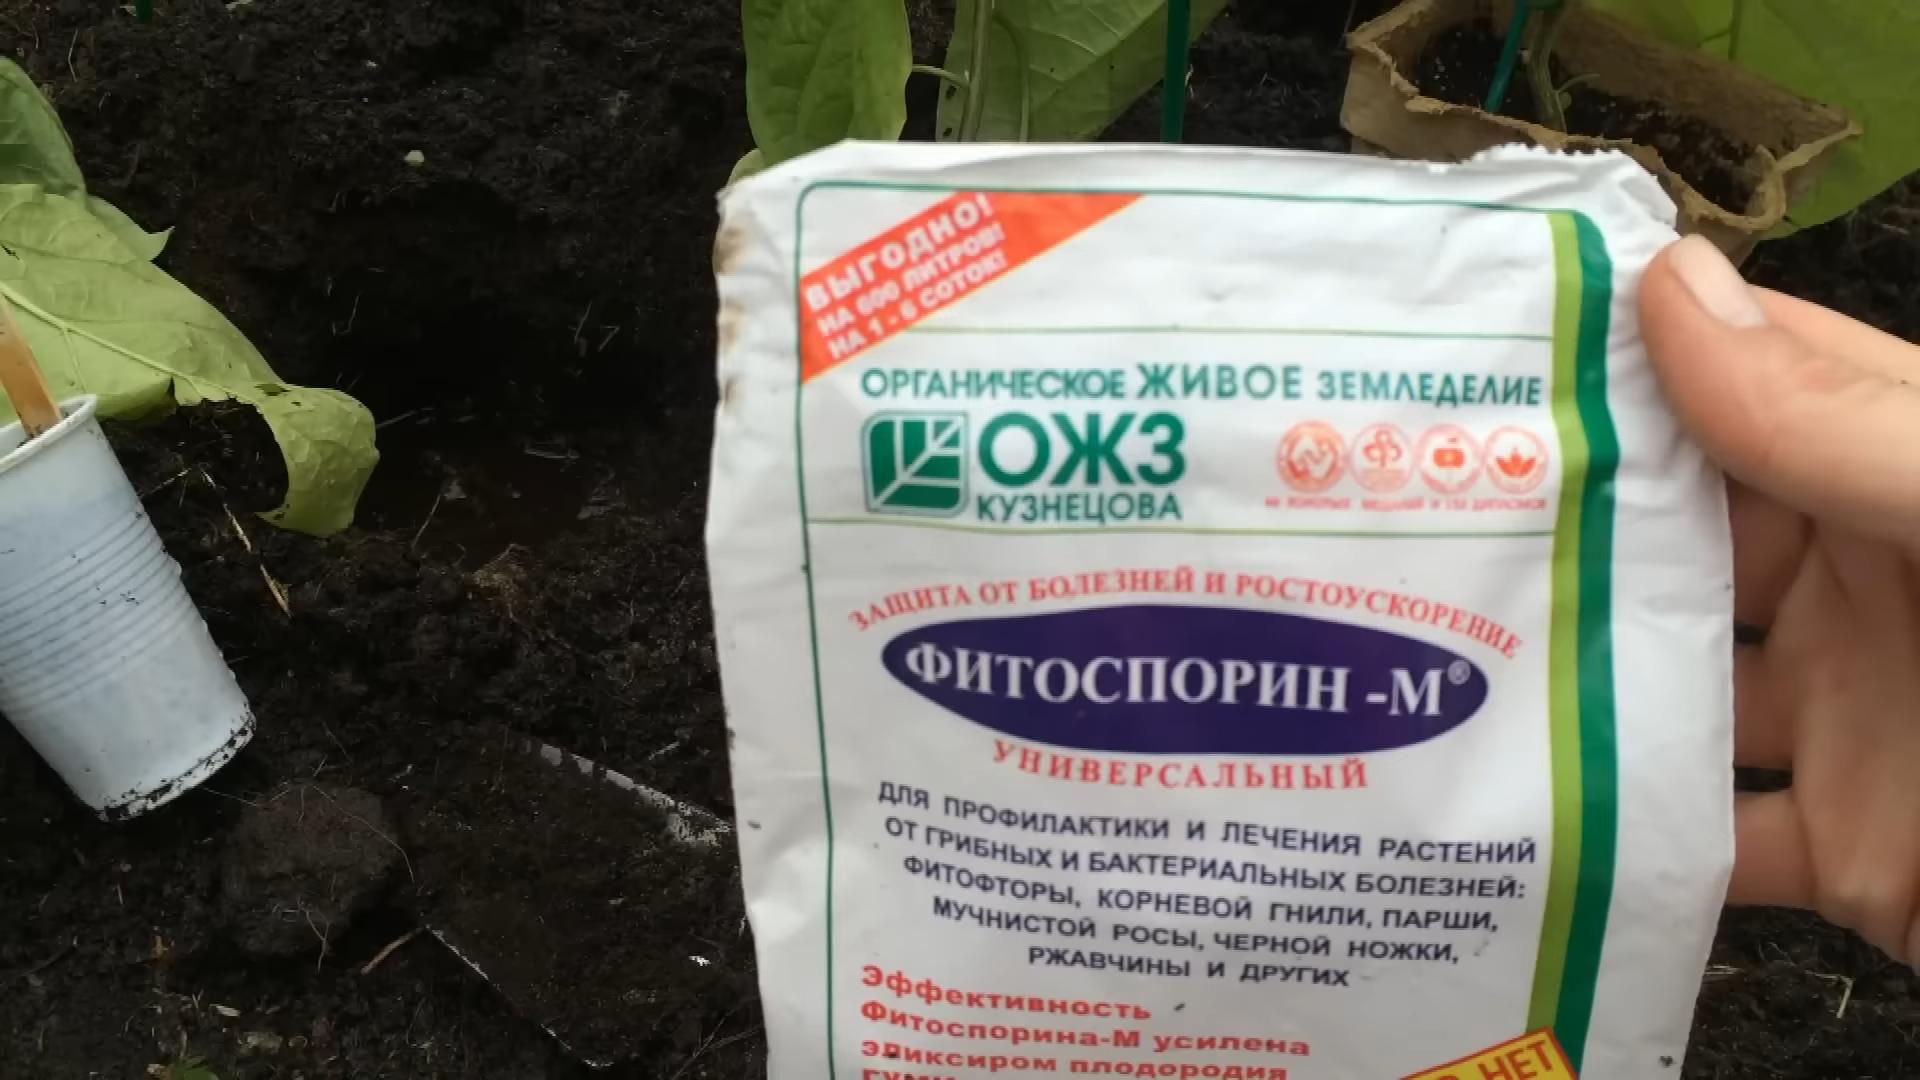 ВЫГОДНО!
НА 600 ЛИТРОВ!
НА 1 - 6 СОТОК!
ОРГАНИЧЕСКОЕ ЖИВОЕ ЗЕМЛЕДЕЛИЕ
ОЖЗ
КУЗНЕЦОВА
ЗАЩИТА ОТ БОЛЕЗНЕЙ И РОСТОУСКОРЕНИЕ
ФИТОСПОРИН -М®
УНИВЕРСАЛЬНЫЙ
ДЛЯ ПРОФИЛАКТИКИ И ЛЕЧЕНИЯ РАСТЕНИЙ
ОТ ГРИБНЫХ И БАКТЕРИАЛЬНЫХ БОЛЕЗНЕЙ:
ФИТОФТОРЫ, КОРНЕВОЙ ГНИЛИ, ПАРШИ,
МУЧНИСТОЙ РОСЫ, ЧЕРНОЙ НОЖКИ,
РЖАВЧИНЫ И ДРУГИХ
Эффективность
Фитоспорина-М усилена
эликсиром плодородия
НЕТ